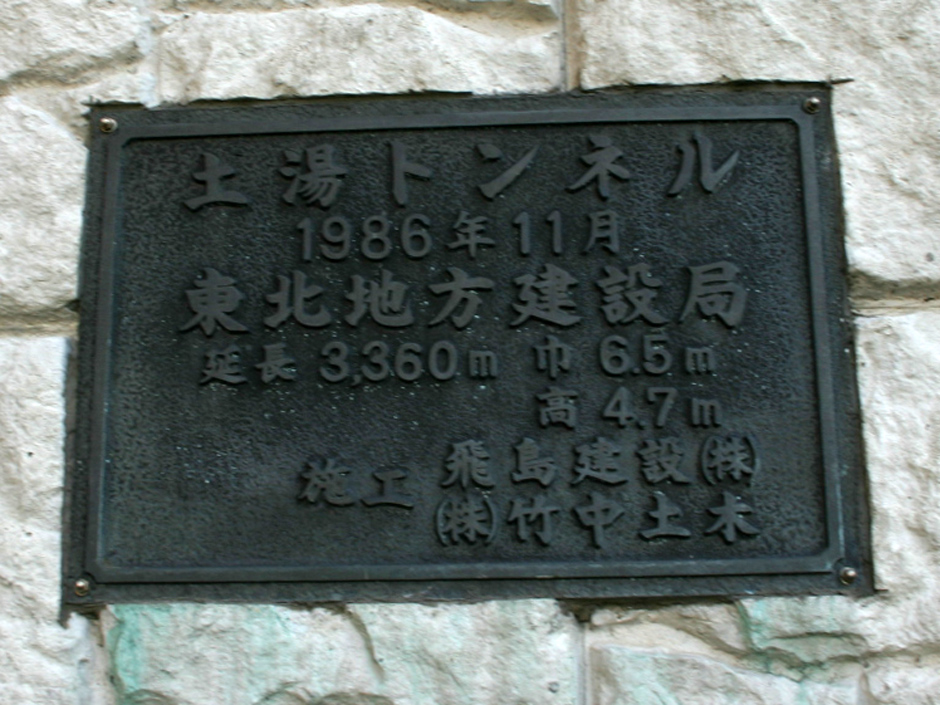 土湯トンネル
1986年11月
東北地方建設局
延長 3,360m 巾 6.5m
高 4.7m
施工 飛島建設㈱
㈱竹中土木